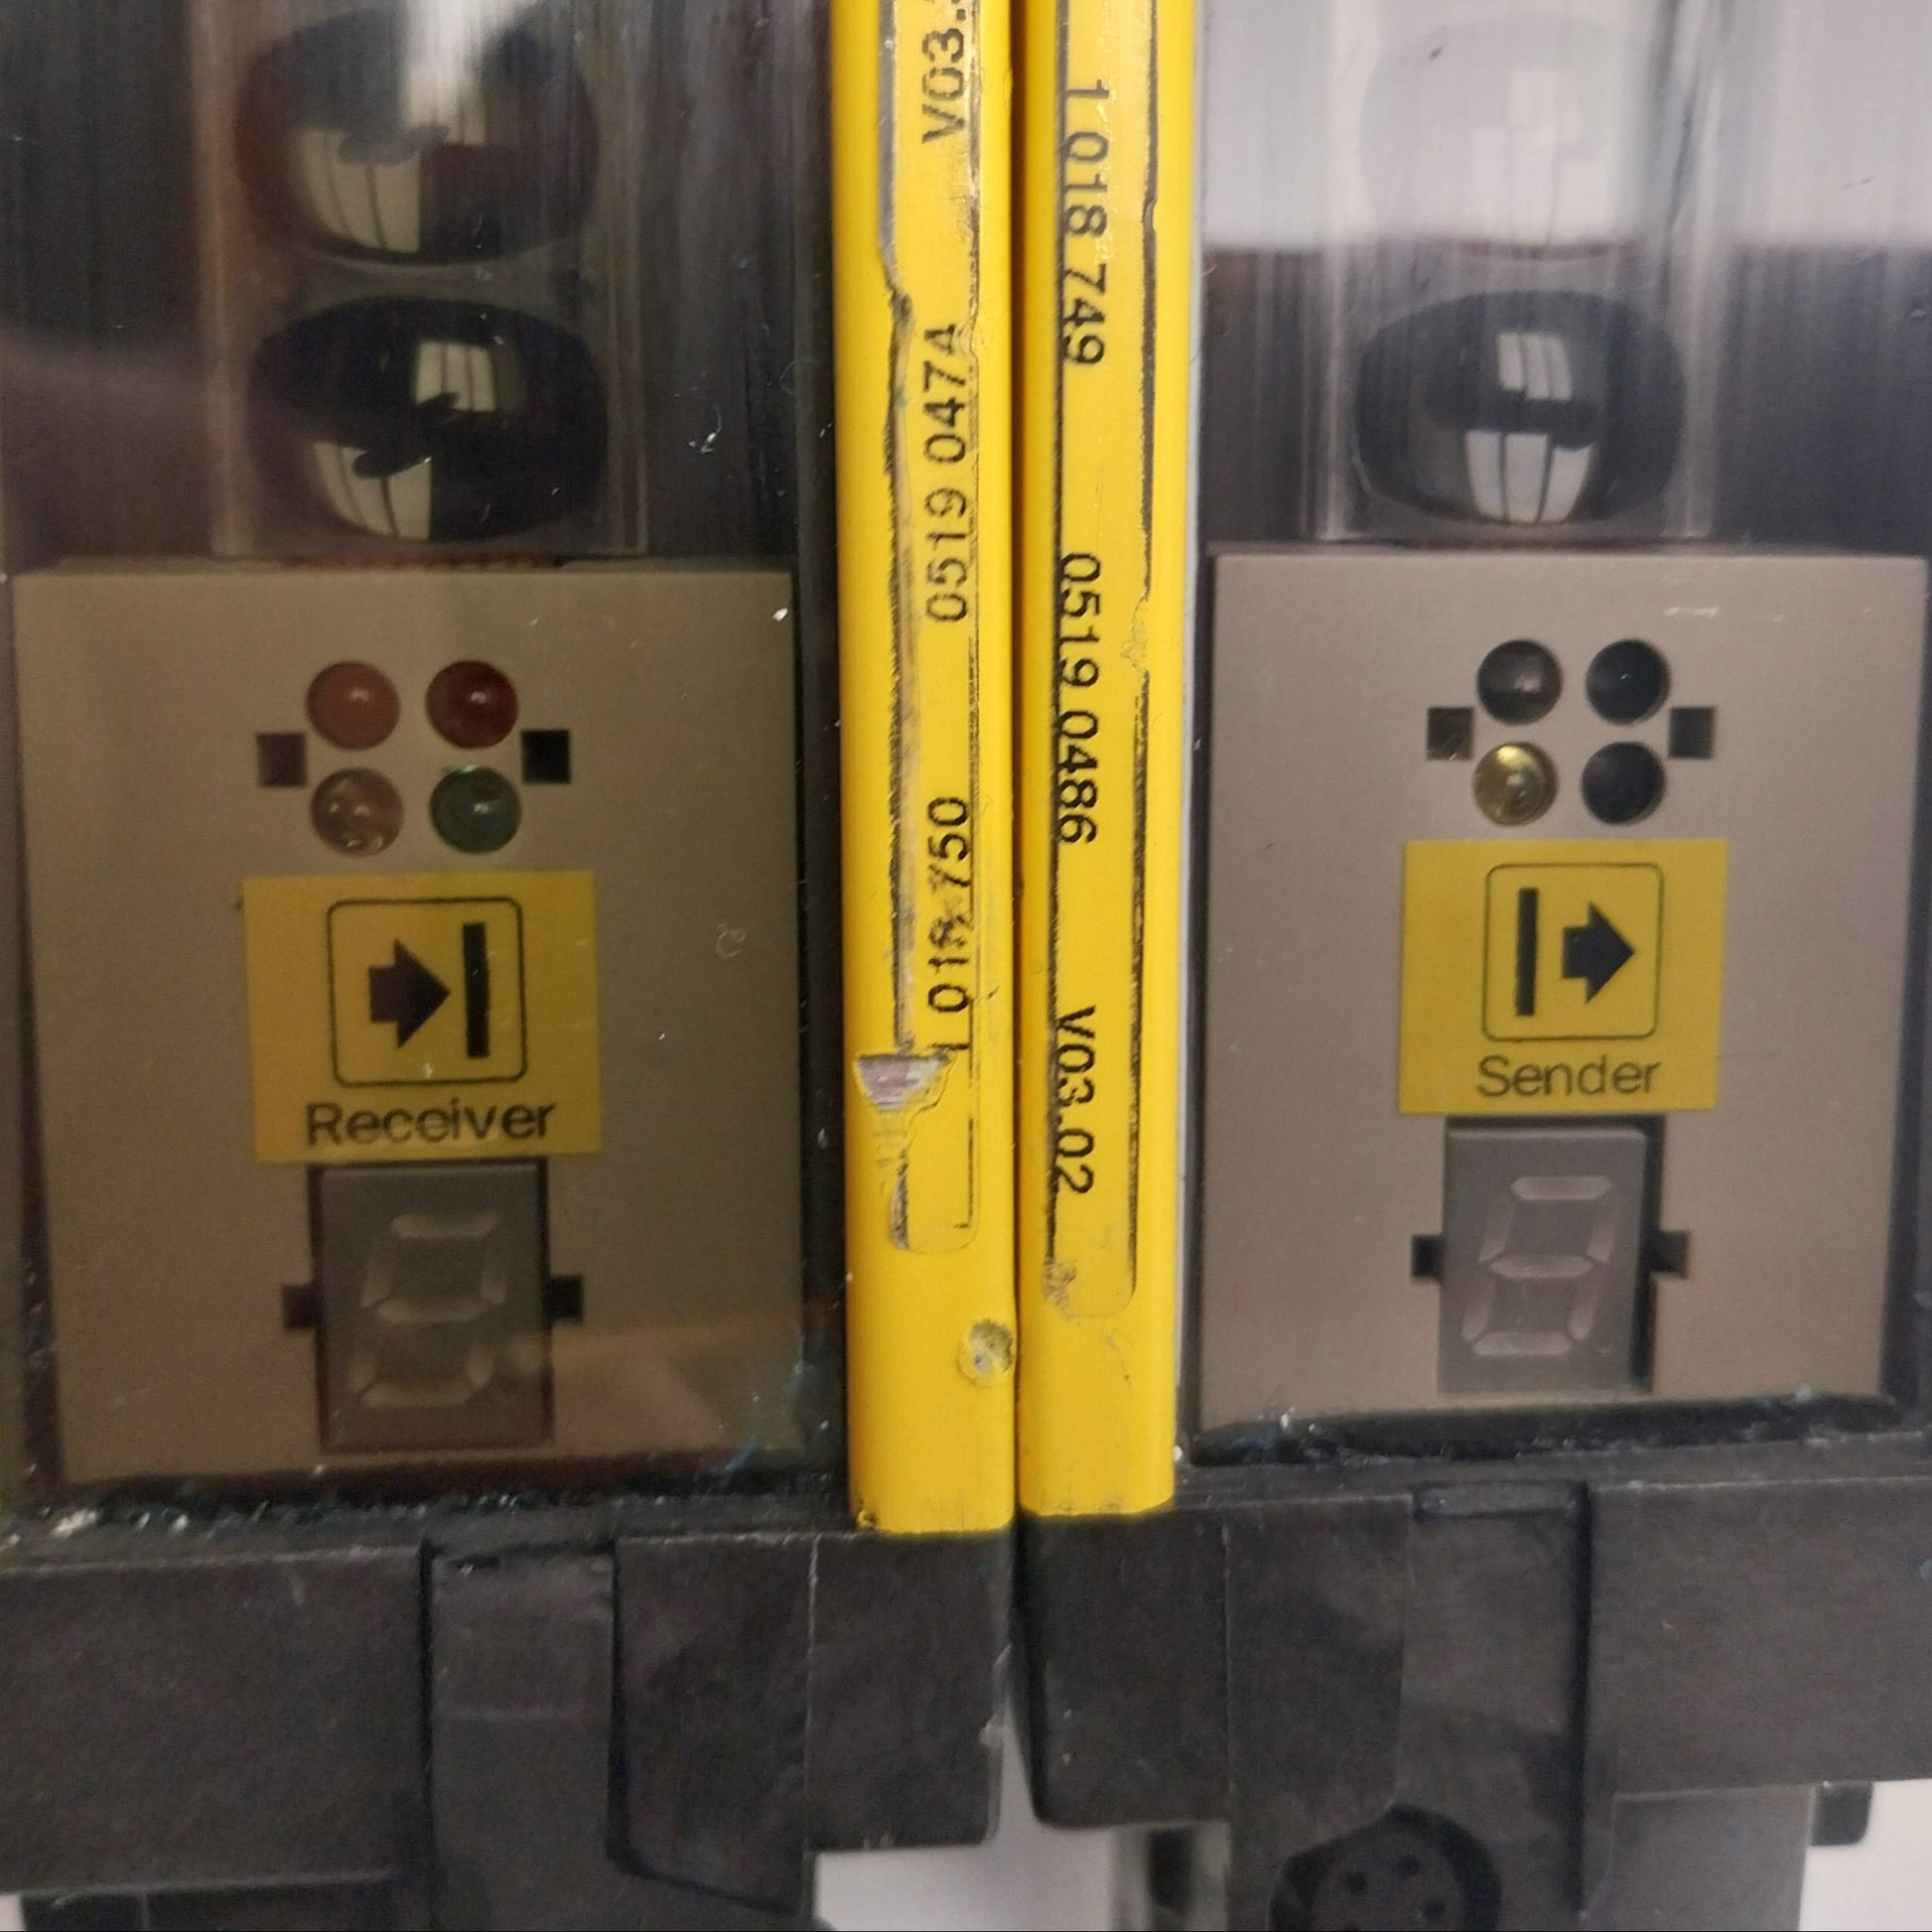 1 018 750 0519 0474 V03.
1 018 749 0519 0486 V03.02
Receiver
Sender